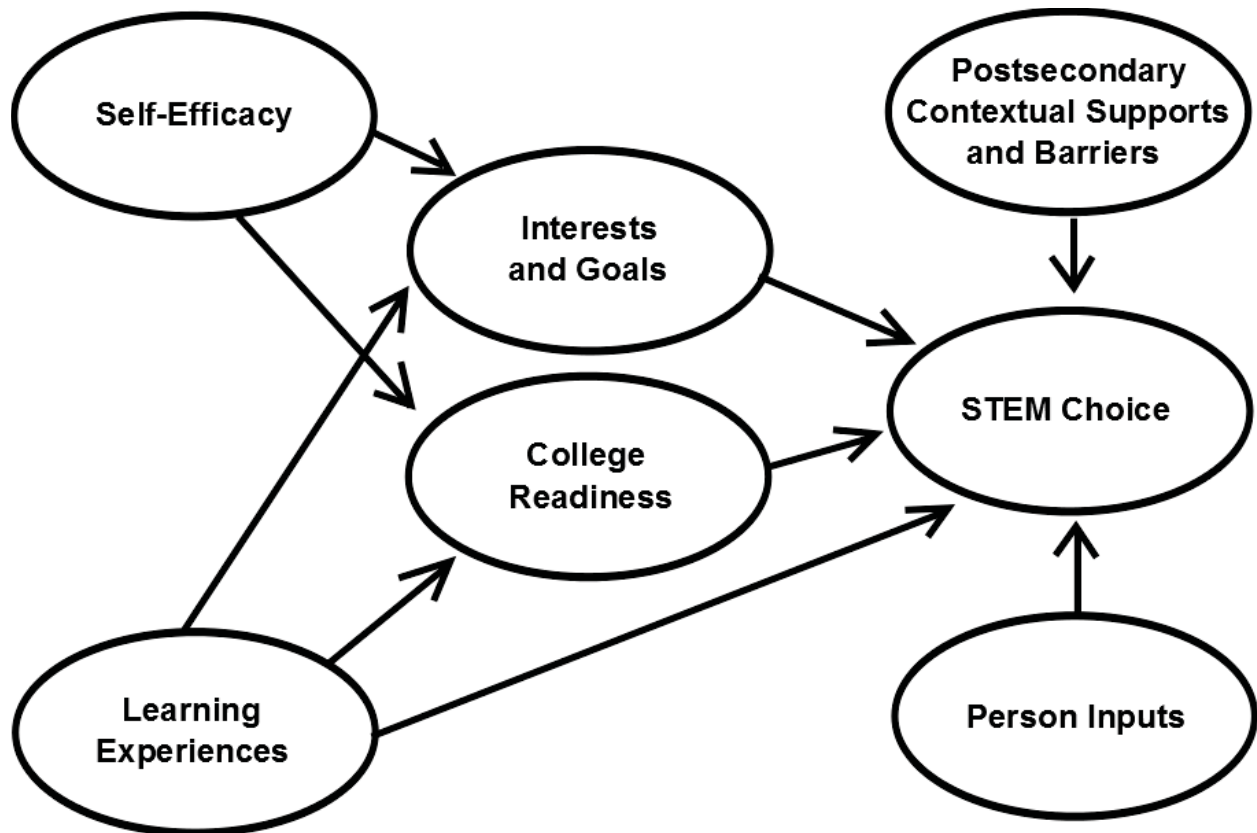 Self-Efficacy
Postsecondary
Contextual Supports
and Barriers
Interests
and Goals
STEM Choice
College
Readiness
Learning
Experiences
Person Inputs